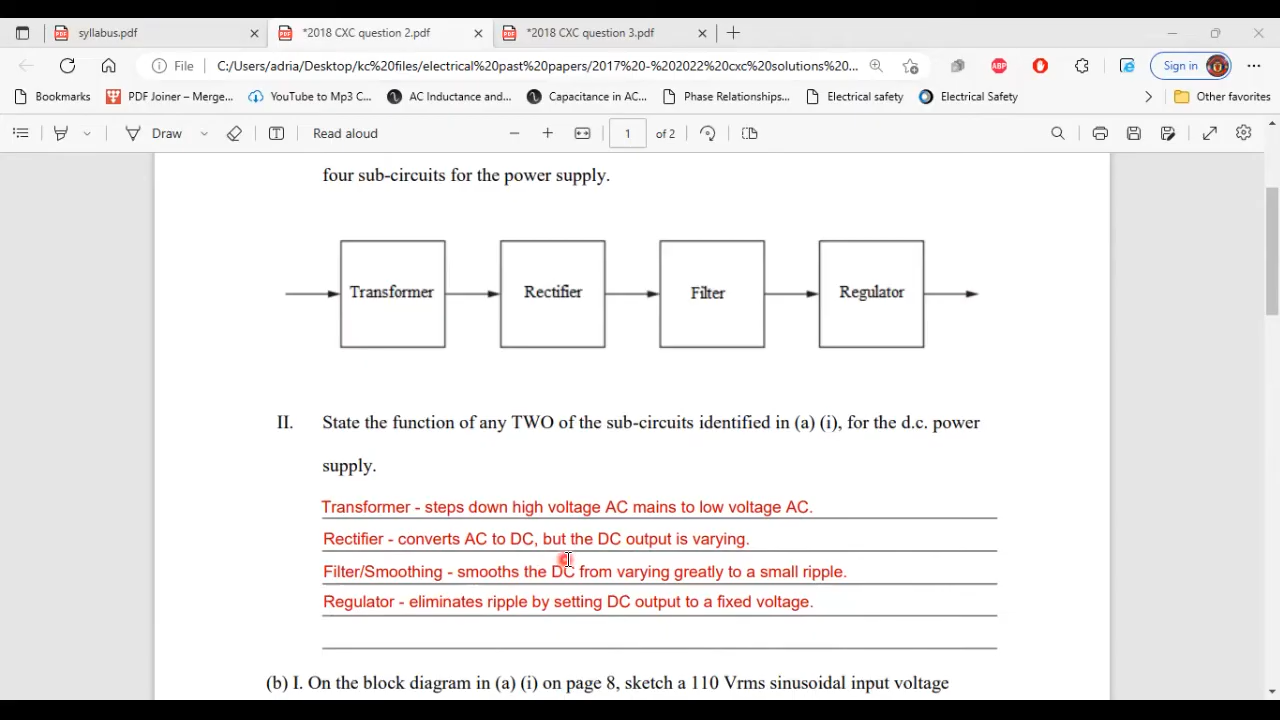 syllabus.pdf
*2018 CXC question 2.pdf
*2018 CXC question 3.pdf
File
C:/Users/adria/Desktop/kc%20files/electrical%20past%20papers/2017%20-%202022%20cxc%20solutions%20...
Sign in
Bookmarks
PDF Joiner – Merge...
YouTube to Mp3 C...
AC Inductance and...
Capacitance in AC...
Phase Relationships...
Electrical safety
Electrical Safety
Other favorites
Draw
Read aloud
1 of 2
ABP
four sub-circuits for the power supply.
Transformer
Rectifier
Filter
Regulator
II. State the function of any TWO of the sub-circuits identified in (a) (i), for the d.c. power
supply.
Transformer - steps down high voltage AC mains to low voltage AC.
Rectifier - converts AC to DC, but the DC output is varying.
Filter/Smoothing - smooths the DC from varying greatly to a small ripple.
Regulator - eliminates ripple by setting DC output to a fixed voltage.
(b) I. On the block diagram in (a) (i) on page 8, sketch a 110 Vrms sinusoidal input voltage